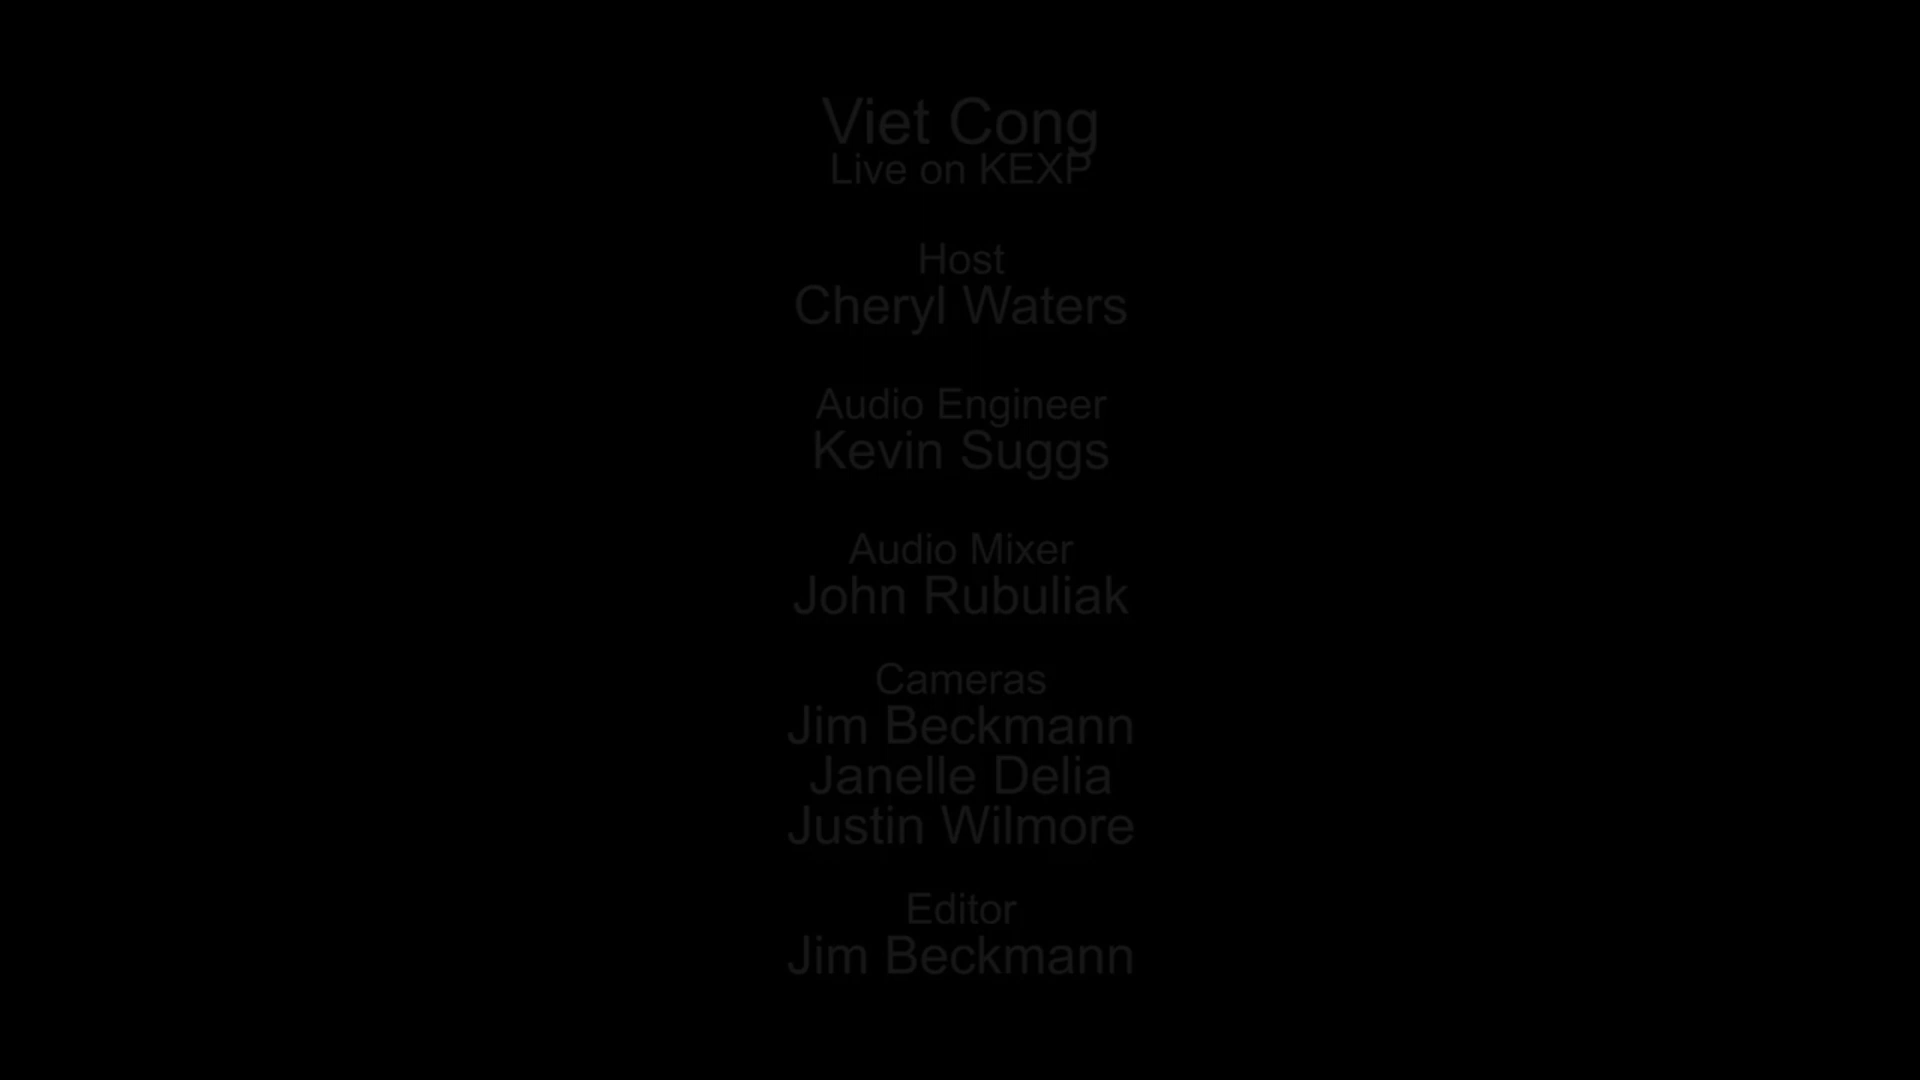 Viet Cong
Live on KEXP
Host
Cheryl Waters
Audio Engineer
Kevin Suggs
Audio Mixer
John Rubuliak
Cameras
Jim Beckmann
Janelle Delia
Justin Wilmore
Editor
Jim Beckmann